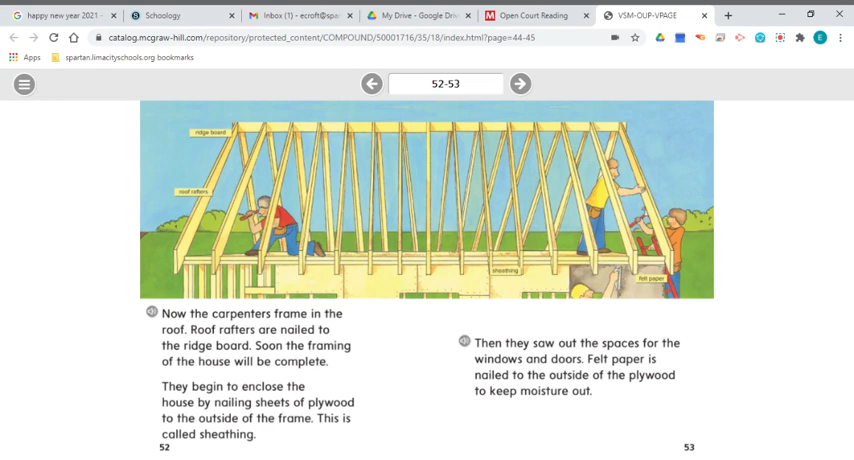 happy new year 2021 -
Schoology
Inbox (1) - ecroft@spa
My Drive - Google Driv
Open Court Reading
VSM-OUP-VPAGE
catalog.mcgraw-hill.com/repository/protected_content/COMPOUND/50001716/35/18/index.html?page=44-45
E
Apps
spartan.limacityschools.org bookmarks
52-53
ridge board
roof rafters
sheathing
felt paper
Now the carpenters frame in the
roof. Roof rafters are nailed to
the ridge board. Soon the framing
of the house will be complete.
They begin to enclose the
house by nailing sheets of plywood
to the outside of the frame. This is
called sheathing.
52
Then they saw out the spaces for the
windows and doors. Felt paper is
nailed to the outside of the plywood
to keep moisture out.
53